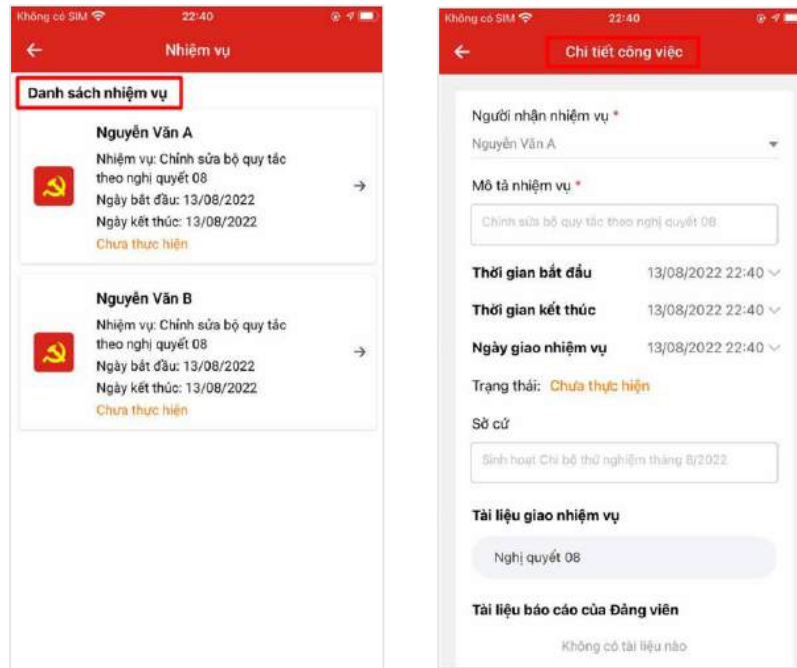 Không có SIM 22:40
Nhiệm vụ
Danh sách nhiệm vụ
Nguyễn Văn A
Nhiệm vụ: Chỉnh sửa bộ quy tắc
theo nghị quyết 08
Ngày bắt đầu: 13/08/2022
Ngày kết thúc: 13/08/2022
Chưa thực hiện
Nguyễn Văn B
Nhiệm vụ: Chỉnh sửa bộ quy tắc
theo nghị quyết 08
Ngày bắt đầu: 13/08/2022
Ngày kết thúc: 13/08/2022
Chưa thực hiện
Không có SIM 22:40
Chi tiết công việc
Người nhận nhiệm vụ *
Nguyễn Văn A
Mô tả nhiệm vụ *
Chỉnh sửa bộ quy tắc theo nghị quyết 08
Thời gian bắt đầu 13/08/2022 22:40
Thời gian kết thúc 13/08/2022 22:40
Ngày giao nhiệm vụ 13/08/2022 22:40
Trạng thái: Chưa thực hiện
Sở cứ
Sinh hoạt Chi bộ thử nghiệm tháng 8/2022
Tài liệu giao nhiệm vụ
Nghị quyết 08
Tài liệu báo cáo của Đảng viên
Không có tài liệu nào